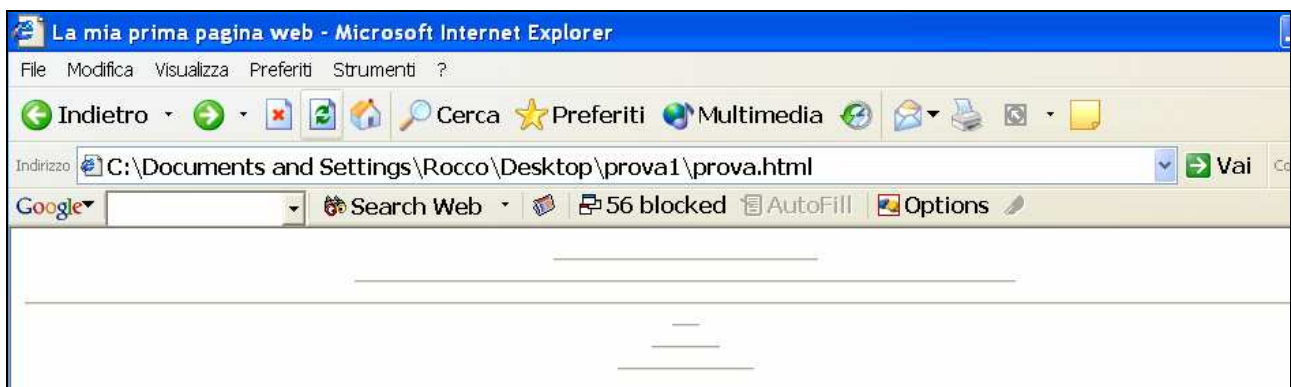 La mia prima pagina web - Microsoft Internet Explorer
File Modifica Visualizza Preferiti Strumenti ?
Indietro Cerca Preferiti Multimedia
Indirizzo C:\Documents and Settings\Rocco\Desktop\prova1\prova.html Vai
Google Search Web 56 blocked AutoFill Options